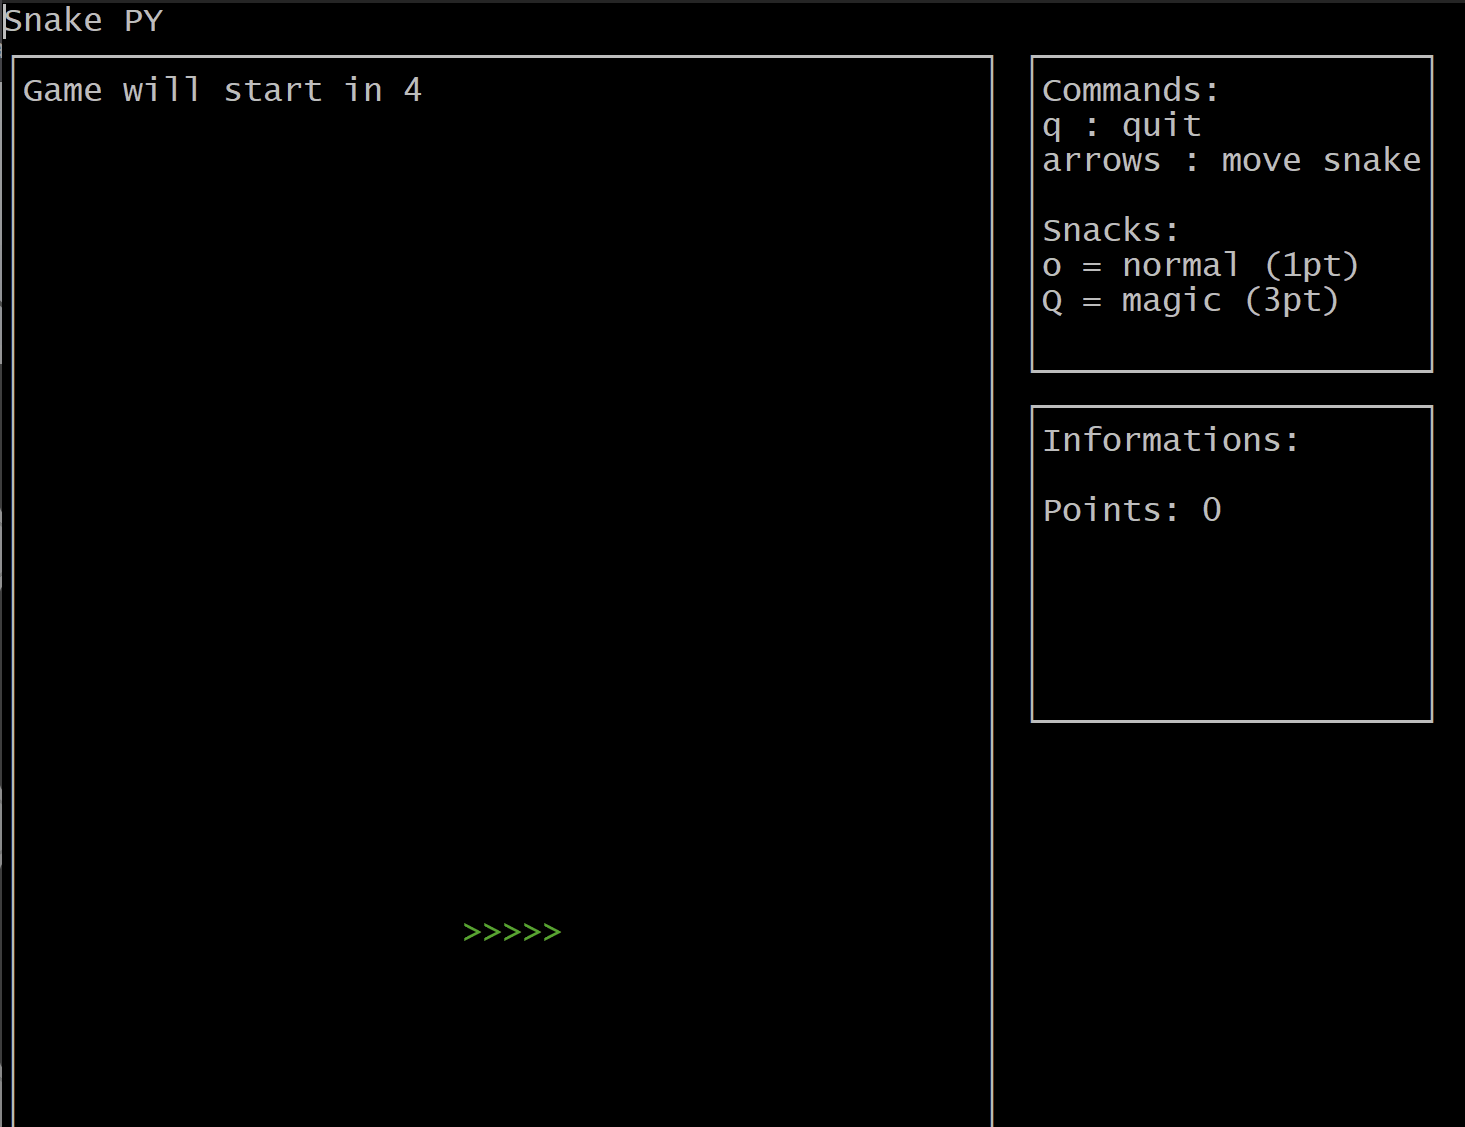 Snake PY
Game will start in 4
>>>>>
Commands:
q : quit
arrows : move snake
Snacks:
o = normal (1pt)
Q = magic (3pt)
Informations:
Points: 0